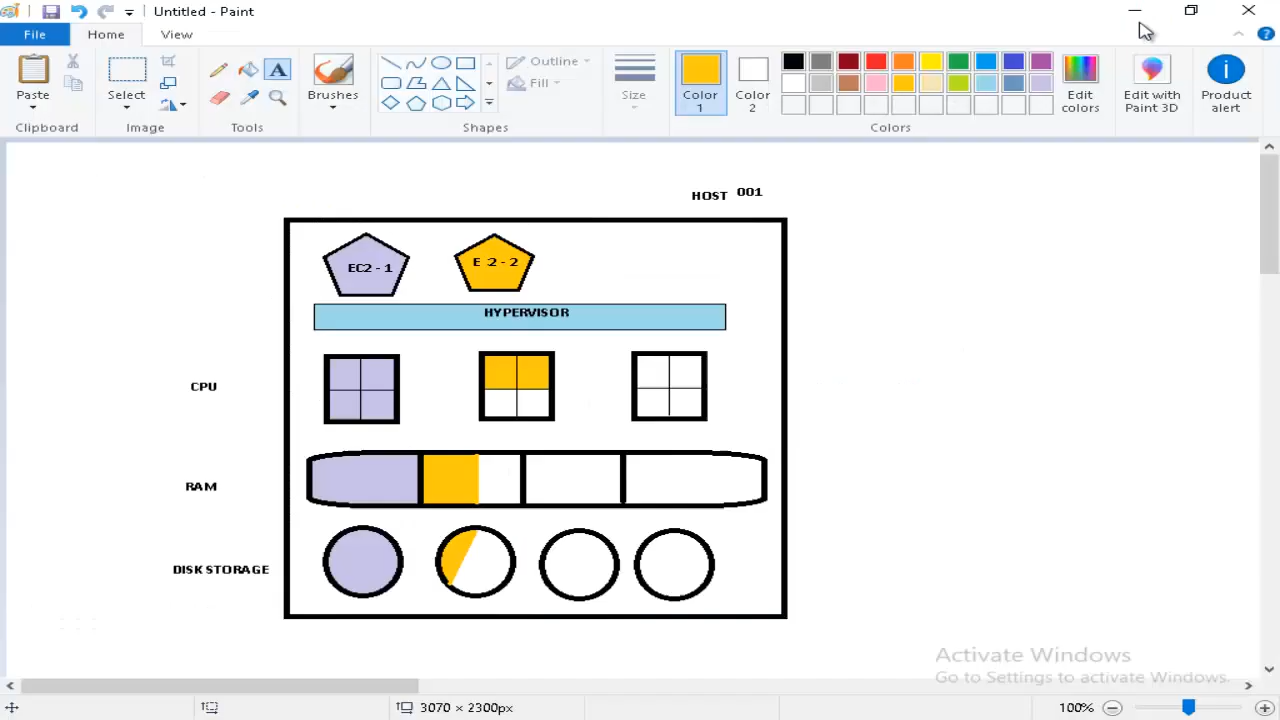 Untitled - Paint
File
Home
View
Paste
Select
Brushes
Outline
Fill
Size
Color 1
Color 2
Edit colors
Edit with Paint 3D
Product alert
Clipboard
Image
Tools
Shapes
Colors
HOST 001
EC2 - 1
E 2 - 2
HYPERVISOR
CPU
RAM
DISK STORAGE
Activate Windows
Go to Settings to activate Windows.
3070 × 2300px
100%